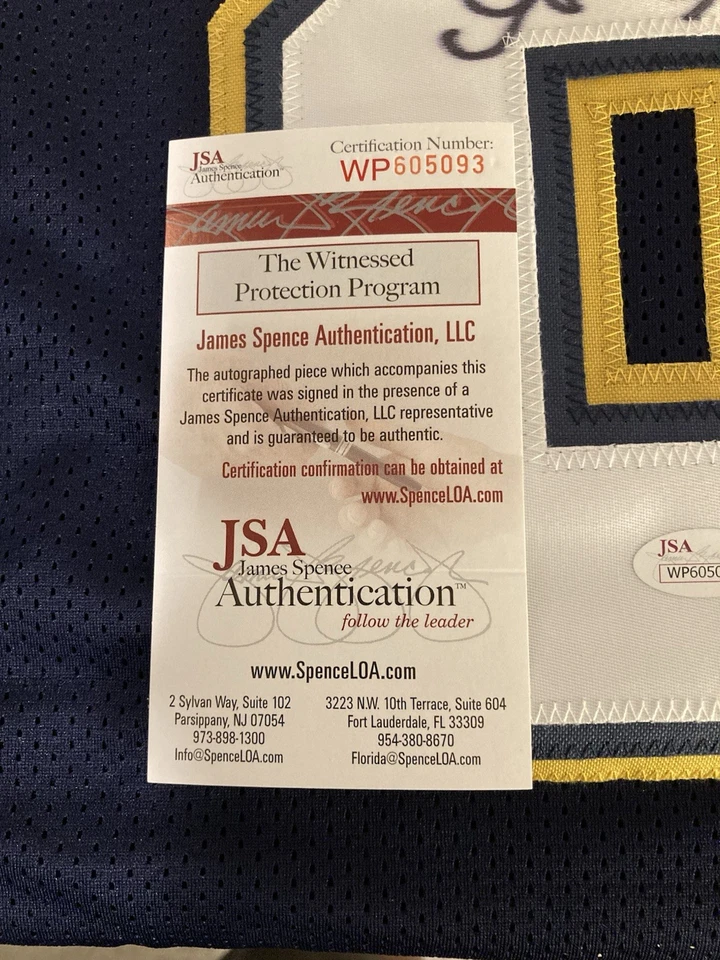 JSA
James Spence
Authentication™
Certification Number:
WP605093
The Witnessed
Protection Program
James Spence Authentication, LLC
The autographed piece which accompanies this
certificate was signed in the presence of a
James Spence Authentication, LLC representative
and is guaranteed to be authentic.
Certification confirmation can be obtained at
www.SpenceLOA.com
JSA
James Spence
Authentication™
follow the leader
www.SpenceLOA.com
2 Sylvan Way, Suite 102
Parsippany, NJ 07054
973-898-1300
Info@SpenceLOA.com
3223 N.W. 10th Terrace, Suite 604
Fort Lauderdale, FL 33309
954-380-8670
Florida@SpenceLOA.com
JSA
WP6050